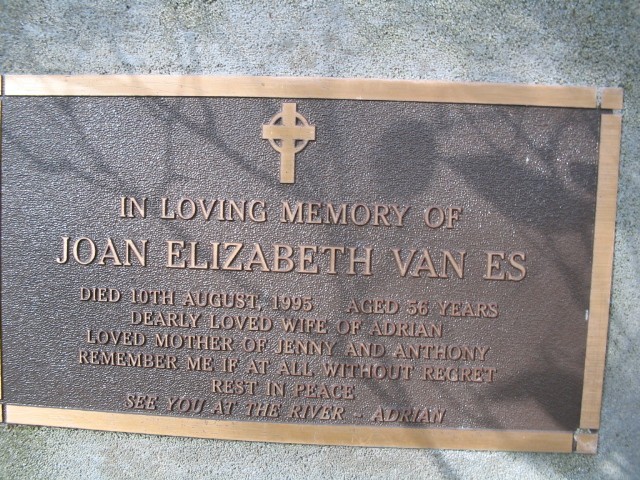 IN LOVING MEMORY OF
JOAN ELIZABETH VAN ES
DIED 10TH AUGUST, 1995 AGED 56 YEARS
DEARLY LOVED WIFE OF ADRIAN
LOVED MOTHER OF JENNY AND ANTHONY
REMEMBER ME IF AT ALL WITHOUT REGRET
REST IN PEACE
SEE YOU AT THE RIVER - ADRIAN